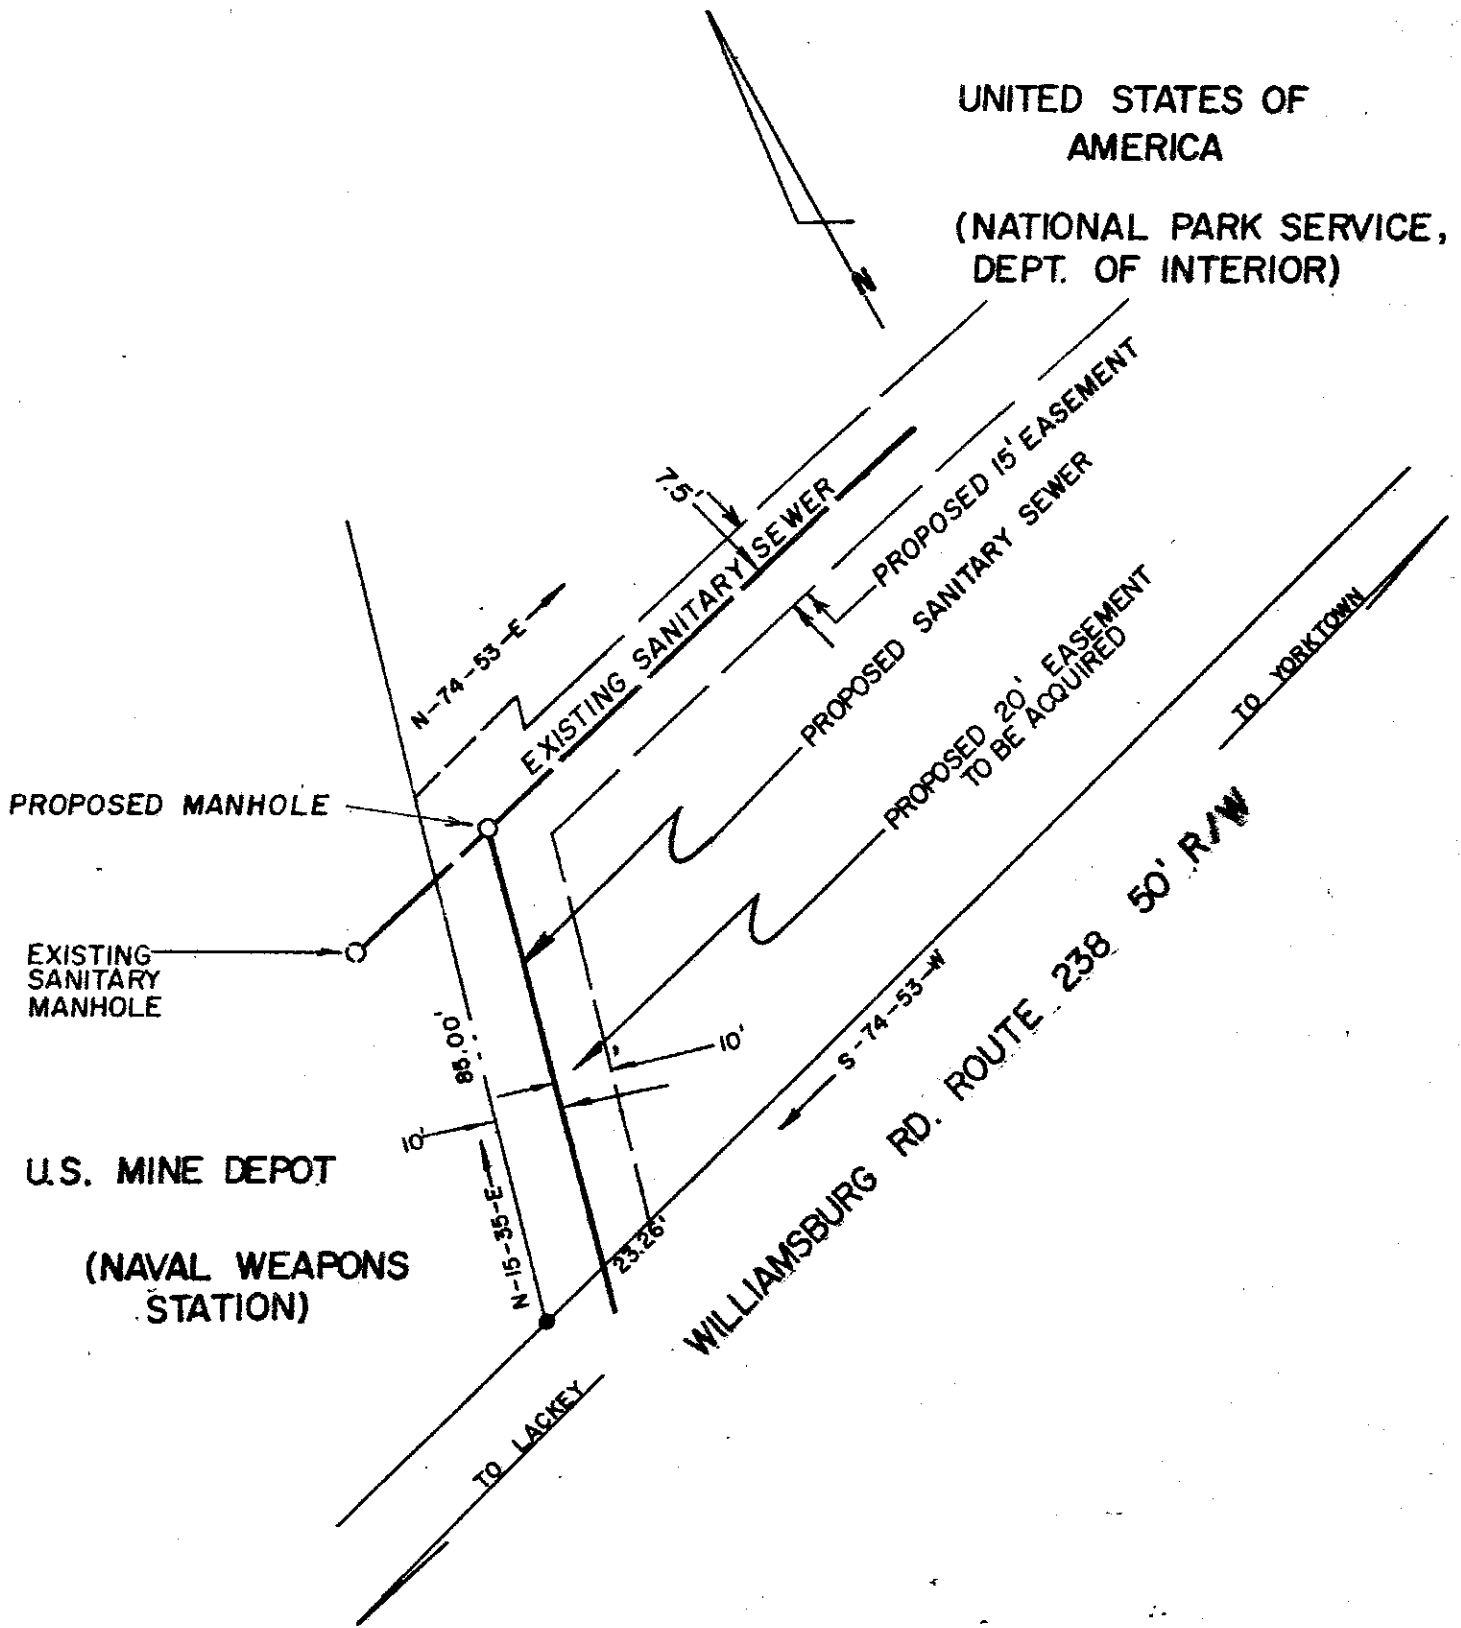 UNITED STATES OF
AMERICA
(NATIONAL PARK SERVICE,
DEPT. OF INTERIOR)
N
7.5'
PROPOSED 15' EASEMENT
EXISTING SANITARY SEWER
PROPOSED SANITARY SEWER
N-74-53-E
PROPOSED 20' EASEMENT
TO BE ACQUIRED
TO YORKTOWN
PROPOSED MANHOLE
EXISTING
SANITARY
MANHOLE
85.00'
10'
10'
S-74-53-W
WILLIAMSBURG RD. ROUTE 238 50' R/W
U.S. MINE DEPOT
(NAVAL WEAPONS
STATION)
N-15-35-E
23.26'
TO LACKEY